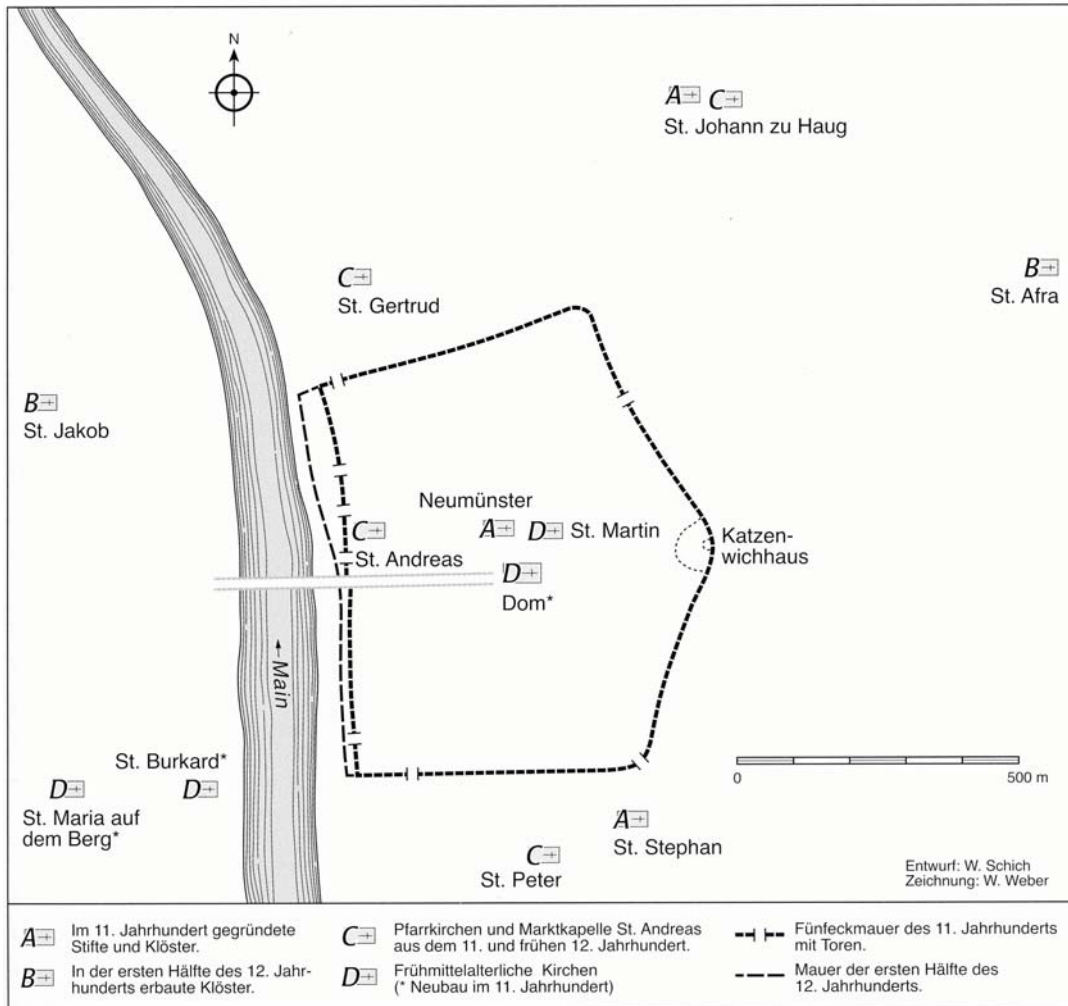 N
A C
St. Johann zu Haug
B
St. Afra
C
St. Gertrud
B
St. Jakob
Neumünster
A D St. Martin
C
St. Andreas
Katzen-
wichhaus
D
Dom*
←Main
St. Burkard*
D D
St. Maria auf
dem Berg*
0 500 m
A
St. Stephan
C
St. Peter
Entwurf: W. Schich
Zeichnung: W. Weber
A Im 11. Jahrhundert gegründete
Stifte und Klöster.
B In der ersten Hälfte des 12. Jahr-
hunderts erbaute Klöster.
C Pfarrkirchen und Marktkapelle St. Andreas
aus dem 11. und frühen 12. Jahrhundert.
D Frühmittelalterliche Kirchen
(* Neubau im 11. Jahrhundert)
Fünfeckmauer des 11. Jahrhunderts
mit Toren.
Mauer der ersten Hälfte des
12. Jahrhunderts.